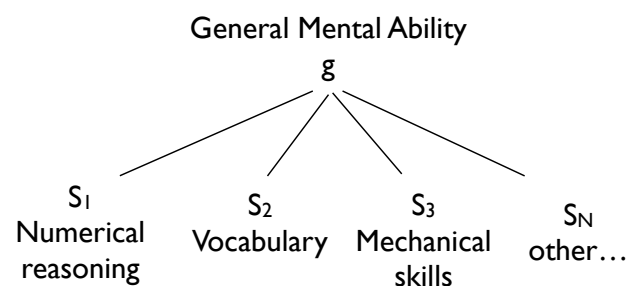 General Mental Ability
g
S1
Numerical
reasoning
S2
Vocabulary
S3
Mechanical
skills
SN
other…